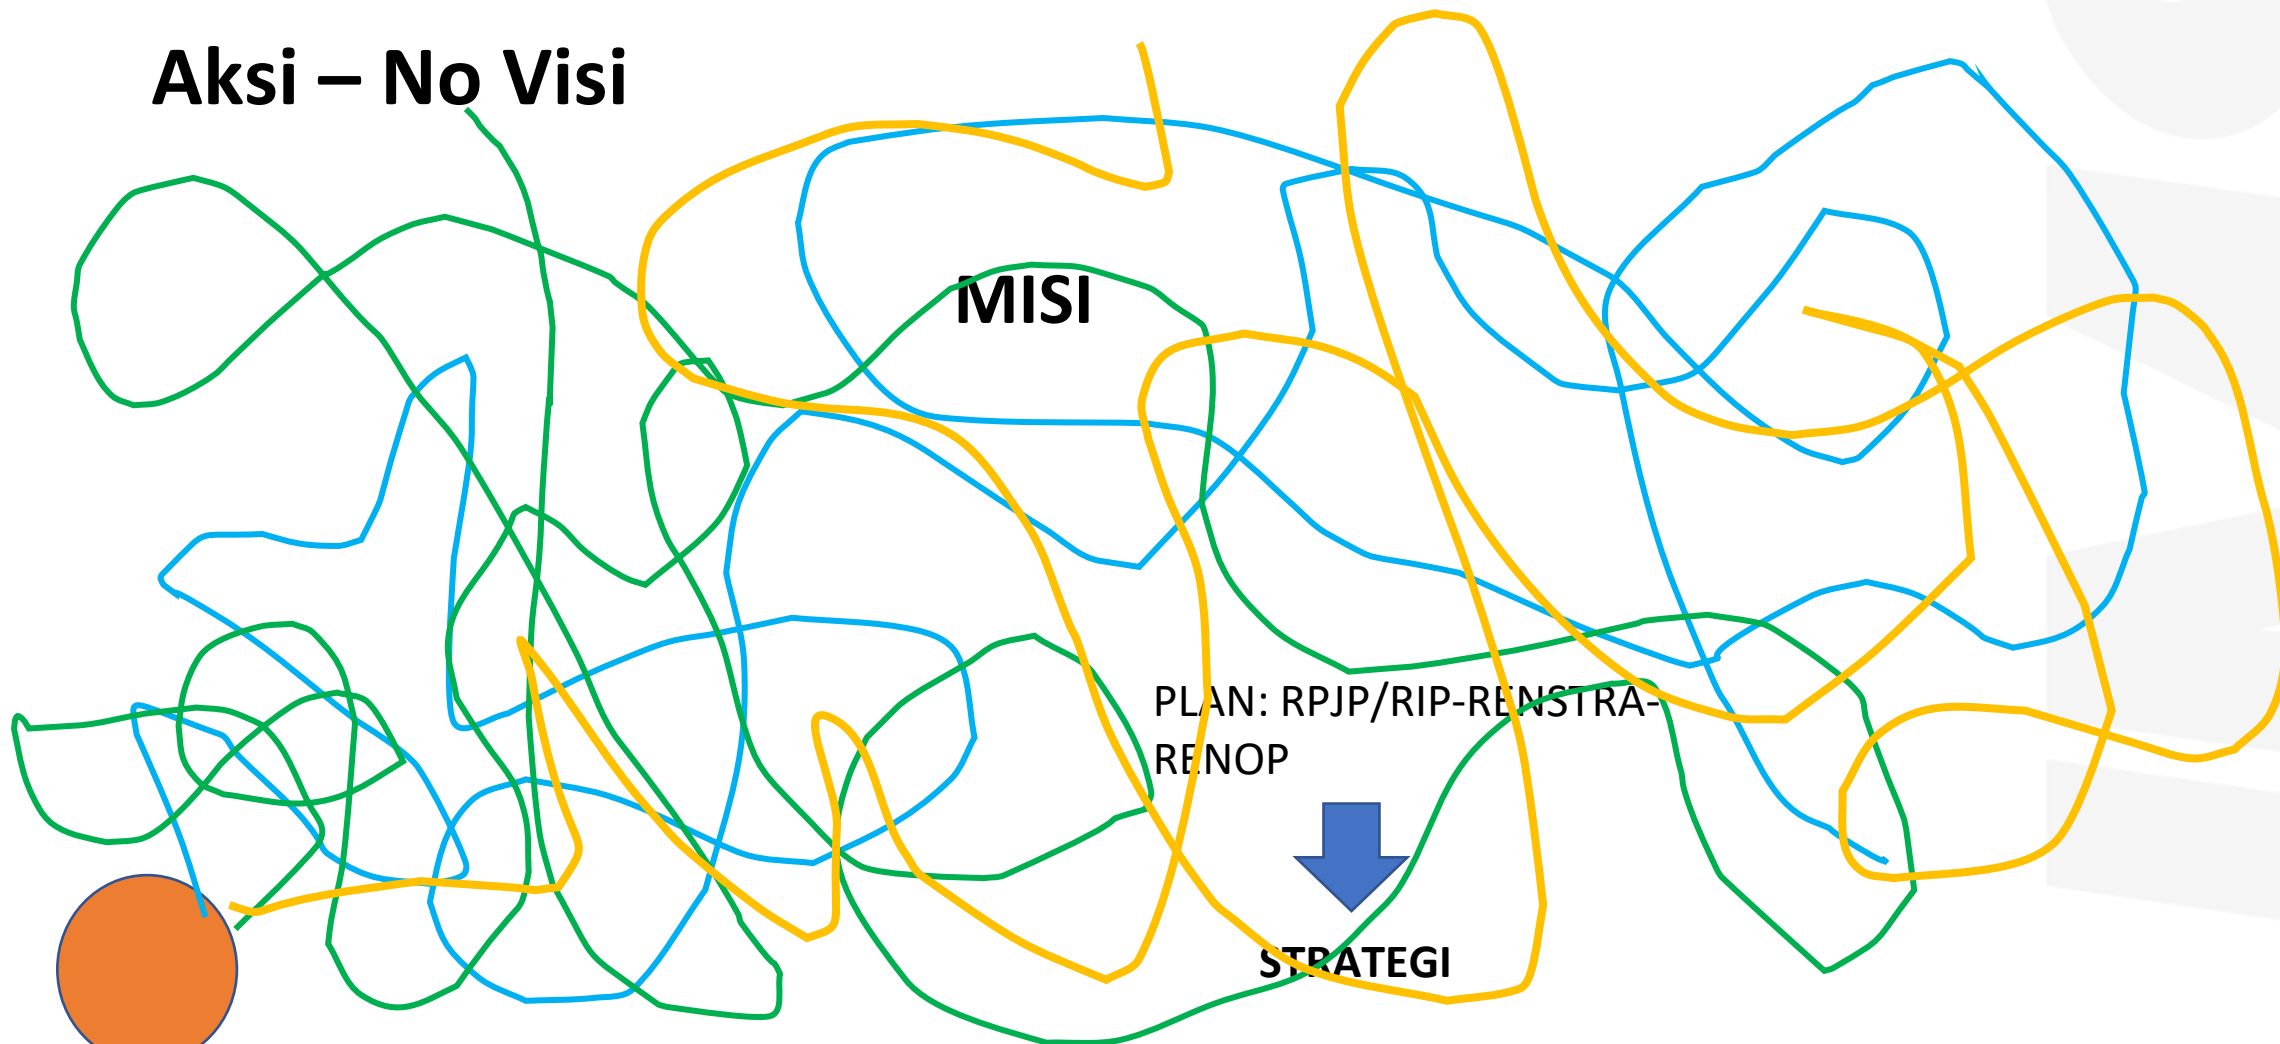 Aksi – No Visi
MISI
PLAN: RPJP/RIP-RENSTRA-
RENOP
STRATEGI